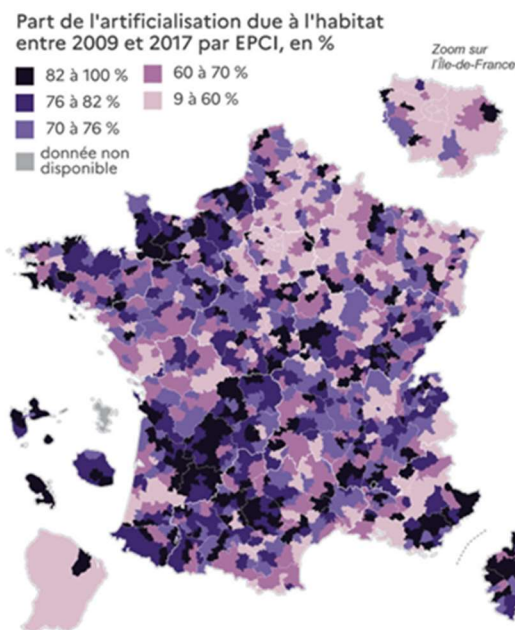 Part de l'artificialisation due à l'habitat
entre 2009 et 2017 par EPCI, en %
82 à 100 %
76 à 82 %
70 à 76 %
donnée non
disponible
60 à 70 %
9 à 60 %
Zoom sur
l'Île-de-France